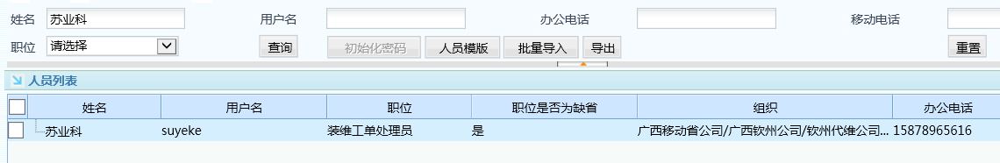 姓名 苏业科 用户名 办公电话 移动电话
职位 请选择 查询 初始化密码 人员模版 批量导入 导出 重置
人员列表
姓名 用户名 职位 职位是否为缺省 组织 办公电话
苏业科 suyeke 装维工单处理员 是 广西移动省公司/广西钦州公司/钦州代维公司... 15878965616